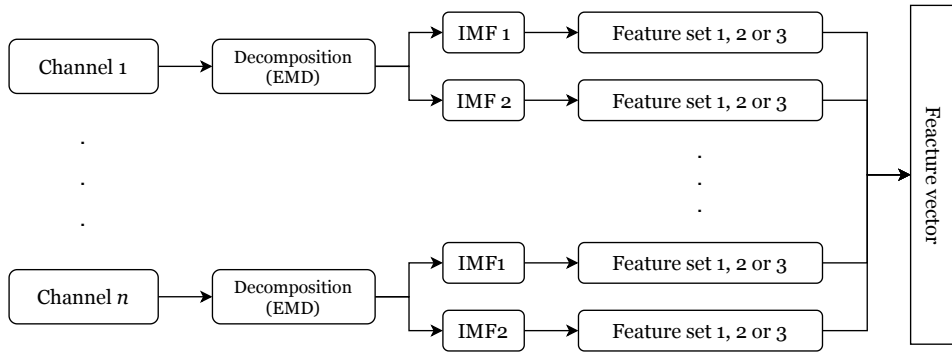 IMF 1
Feature set 1, 2 or 3
Channel 1
Decomposition
(EMD)
IMF 2
Feature set 1, 2 or 3
.
.
.
.
.
.
Feacture vector
IMF1
Feature set 1, 2 or 3
Channel n
Decomposition
(EMD)
IMF2
Feature set 1, 2 or 3